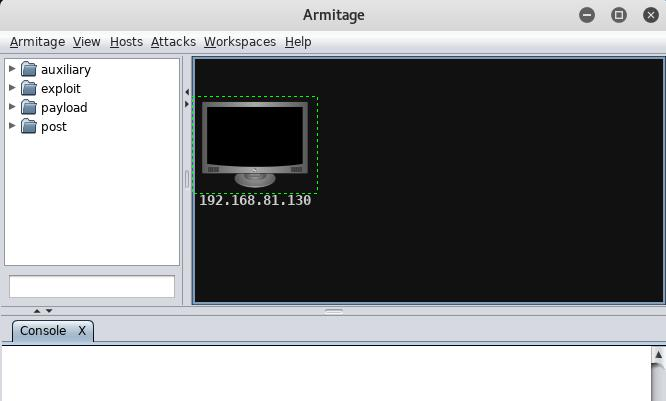 Armitage
Armitage View Hosts Attacks Workspaces Help
auxiliary
exploit
payload
post
192.168.81.130
Console X